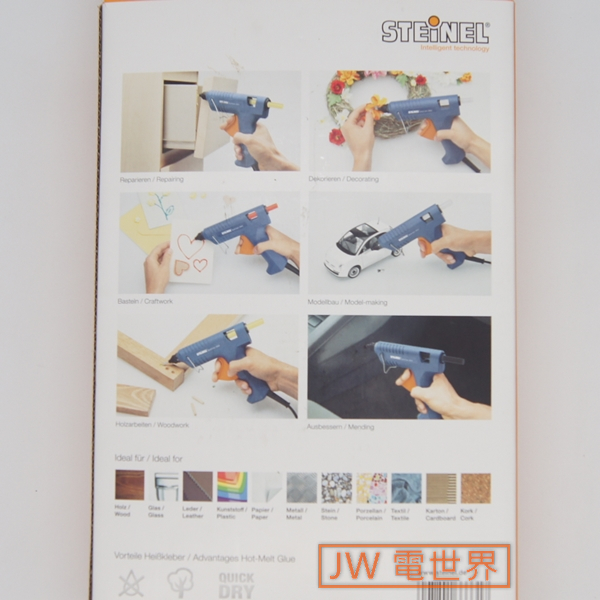 STEINEL®
Intelligent technology
Reparieren / Repairing
Dekorieren / Decorating
STEINEL
Basteln / Craftwork
Modellbau / Model-making
Holzarbeiten / Woodwork
Ausbessern / Mending
Ideal für / Ideal for
Holz / Wood
Glas / Glass
Leder / Leather
Kunststoff / Plastic
Papier / Paper
Metall / Metal
Stein / Stone
Porzellan / Porcelain
Textil / Textile
Karton / Cardboard
Kork / Cork
Vorteile Heißkleber / Advantages Hot-Melt Glue
QUICK
DRY
JW 電世界